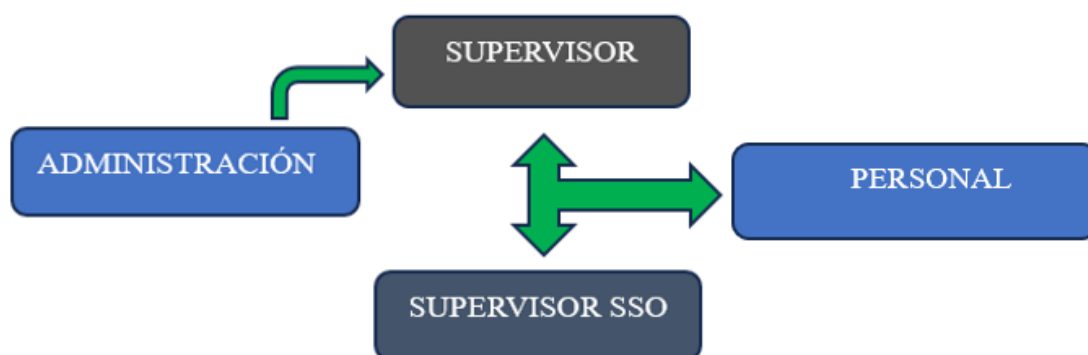 SUPERVISOR
ADMINISTRACIÓN
PERSONAL
SUPERVISOR SSO